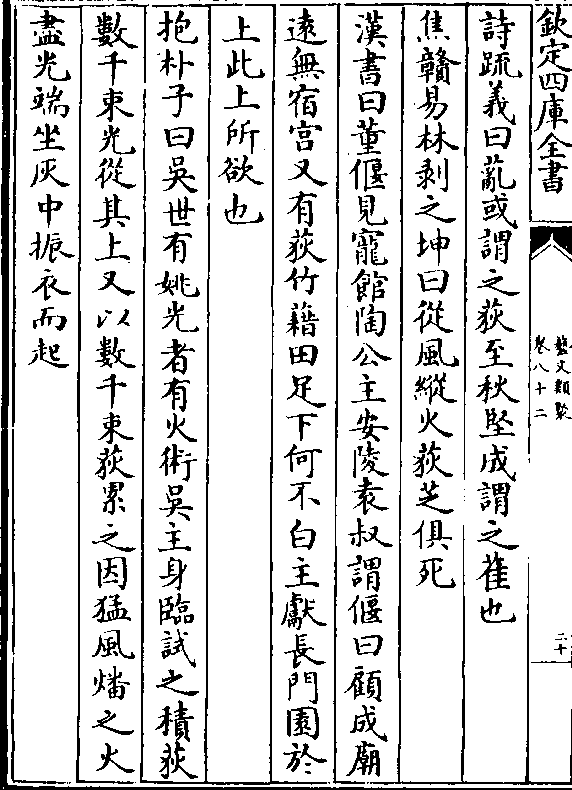 欽定四庫全書
藝文類聚
卷八十二
二十
詩疏義曰薍或謂之荻至秋堅成謂之萑也
焦贛易林剥之坤曰從風縱火荻芝俱死
漢書曰董偃見寵館陶公主安陵袁叔謂偃曰顧成廟
遠無宿宫又有荻竹藉田足下何不白主獻長門園於
上此上所欲也
抱朴子曰吳世有姚光者有火術吳主身臨試之積荻
數千束光從其上又以數千束荻累之因猛風燔之火
盡光端坐灰中振衣而起